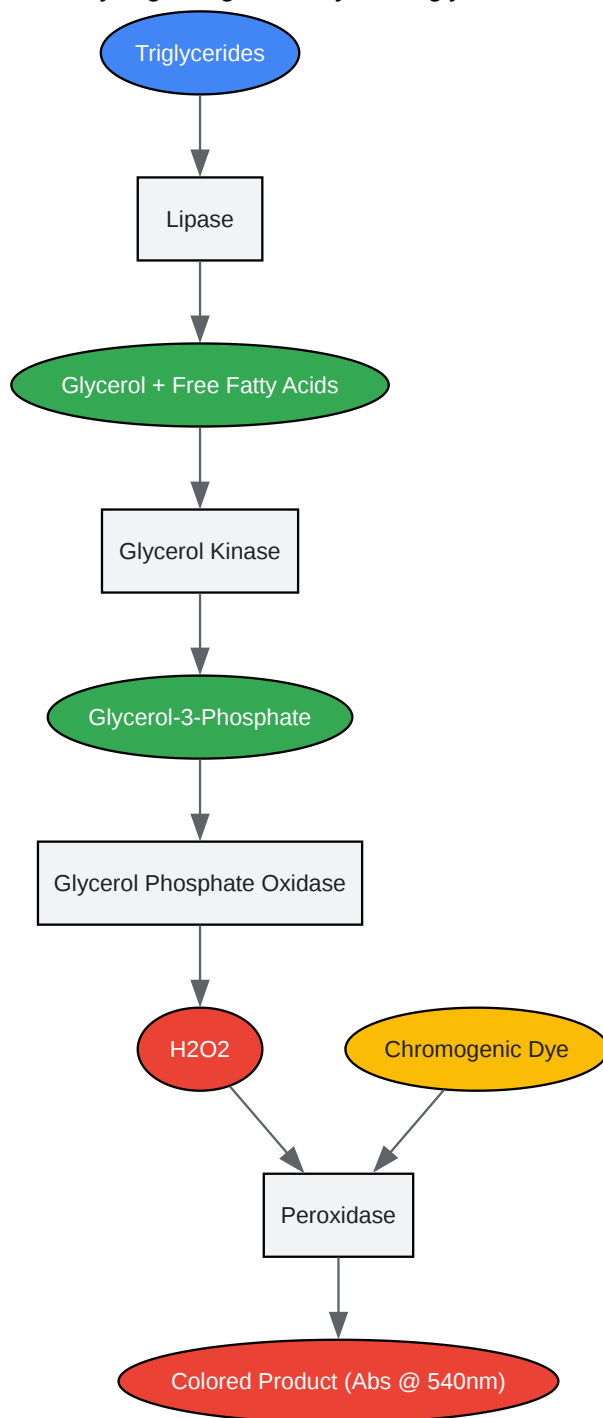 Triglycerides
Lipase
Glycerol + Free Fatty Acids
Glycerol Kinase
Glycerol-3-Phosphate
Glycerol Phosphate Oxidase
H2O2
Chromogenic Dye
Peroxidase
Colored Product (Abs @ 540nm)